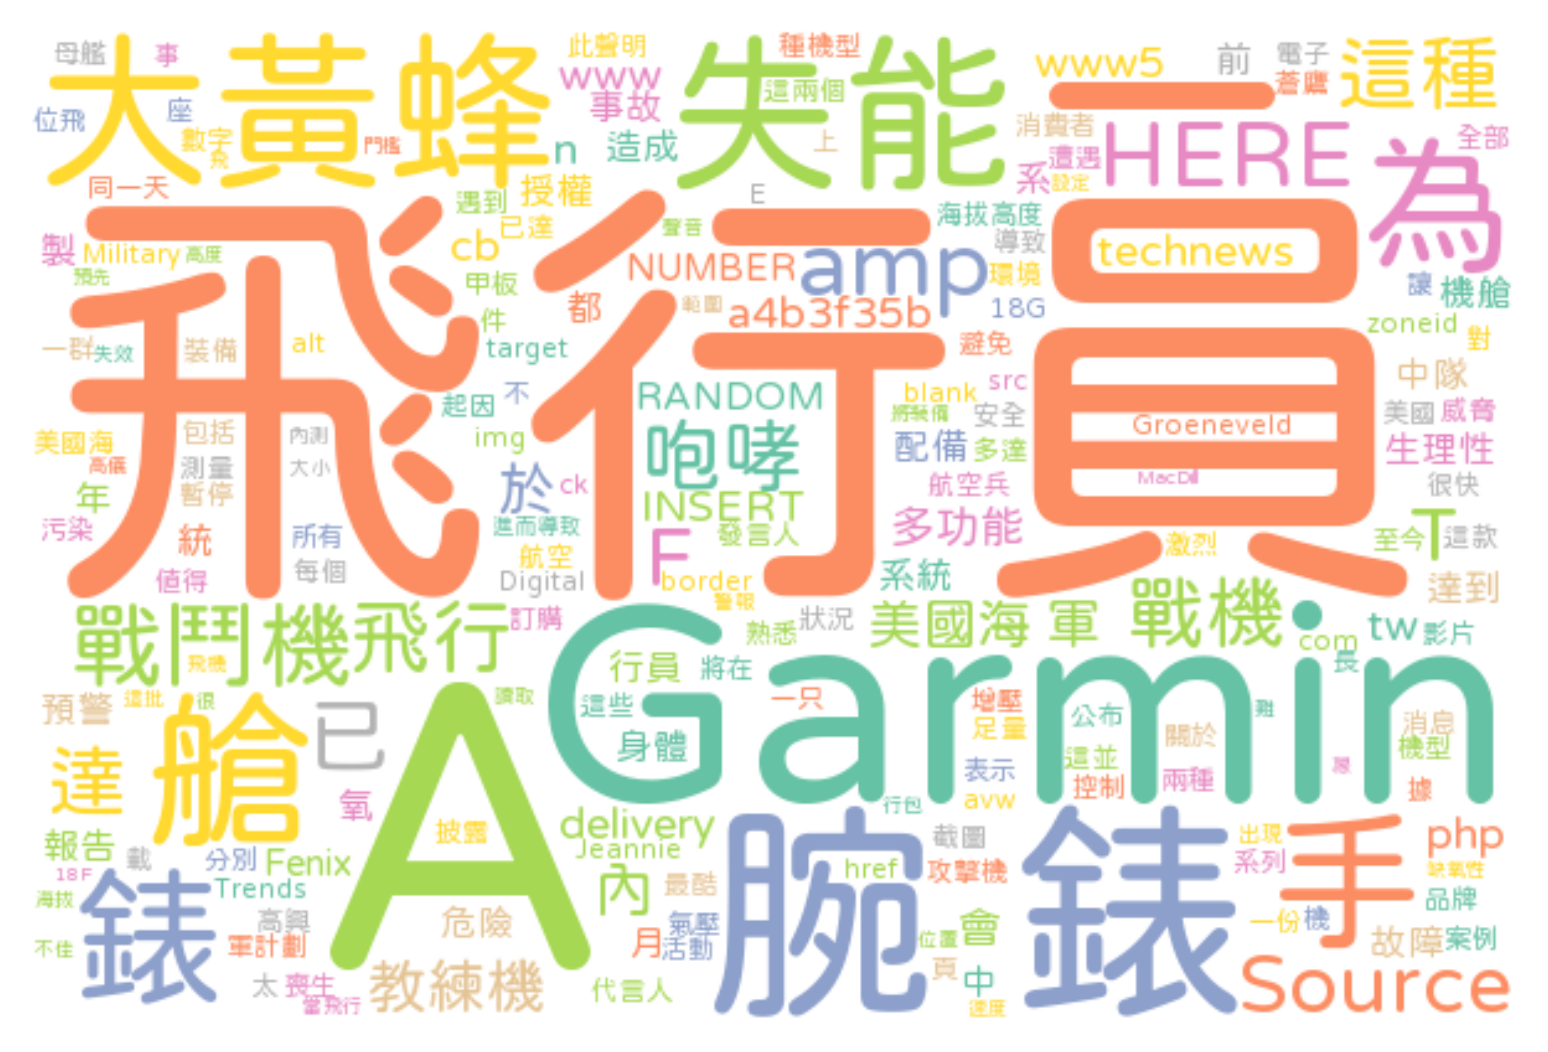 母艦 事 大黃蜂 此聲明 www 失能 種機型 www5 前 電子 這種
位飛 座 數字 飛 門檻 n 事故 造成 這兩個 上 消費者 一 蒼鷹 HERE 全部
同一天 遇到 授權 E 系 遭遇 設定 為
製 Military 高度 預先 cb 已達 聲音 海拔高度 導致 technews
飛行員 甲板 都 NUMBER amp 環境 讓 機艙
件 範圍 a4b3f35b 18G zoneid 對
一群 失效 裝備 alt target 避免 中隊
起因 不 RANDOM blank src 美國 威脅
美國海 包括 內測 img 咆哮 將裝備 安全 Groeneveld 生理性
高儀 測量 大小 於 ck 配備 多達 MacDill 很快
年 暫停 INSERT 航空兵
污染 統 所有 進而導致 F 發言人 多功能 激烈 至今 T 這款
值得 每個 航空 Digital border 系統 達到
戰鬥機 飛行 訂購 警報 熟悉 狀況 美國海 軍 戰機 com tw 影片
飛機 行員 將在 長
預警 這批 很 已 讀取 Garmin 這些 一只 增壓 足量 公布 關於 難 消息
達 艙 A 身體 表示 這並 兩種 屢 機型
氧 行包 avw 控制 據
報告 載 分別 Fenix 披露 delivery Jeannie 腕 錶 截圖 出現 手 php
18F Trends 內 最酷 href 攻擊機 系列 缺氧性
海拔 錶 高興 危險 氣壓 會 一份 機 品牌
不佳 軍計劃 月 活動 位置 故障 案例
太 喪生 當飛行 教練機 代言人 頁 中 速度 Source